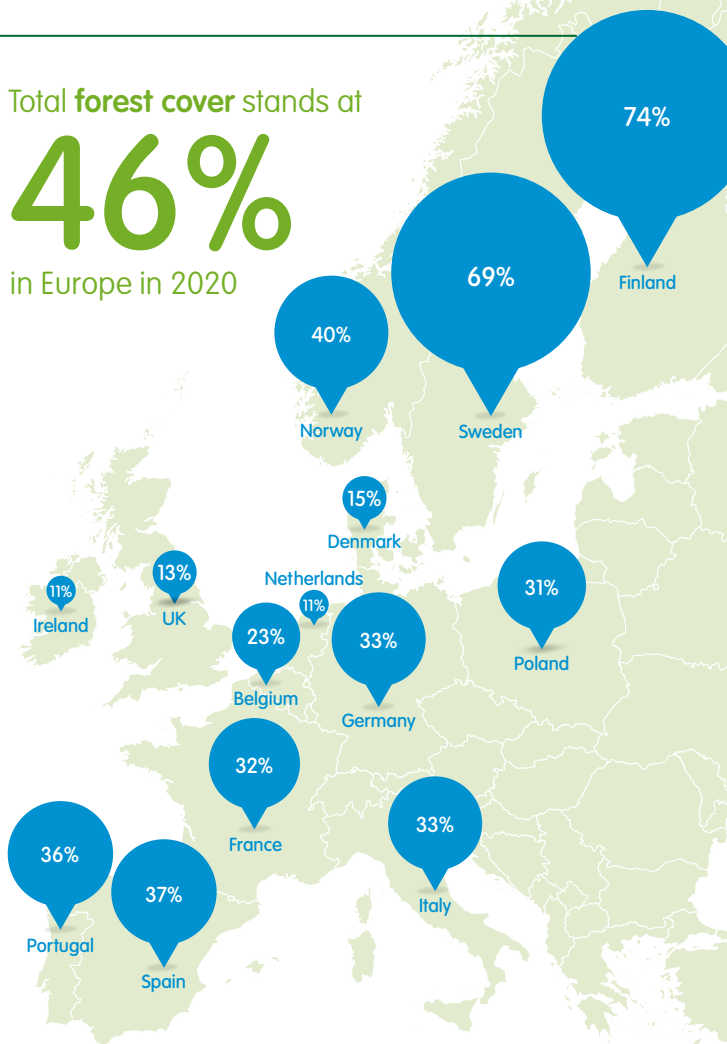 Total forest cover stands at
46%
in Europe in 2020
74%
Finland
69%
Sweden
40%
Norway
15%
Denmark
Netherlands
11%
13%
UK
11%
Ireland
23%
Belgium
33%
Germany
31%
Poland
32%
France
33%
Italy
36%
Portugal
37%
Spain